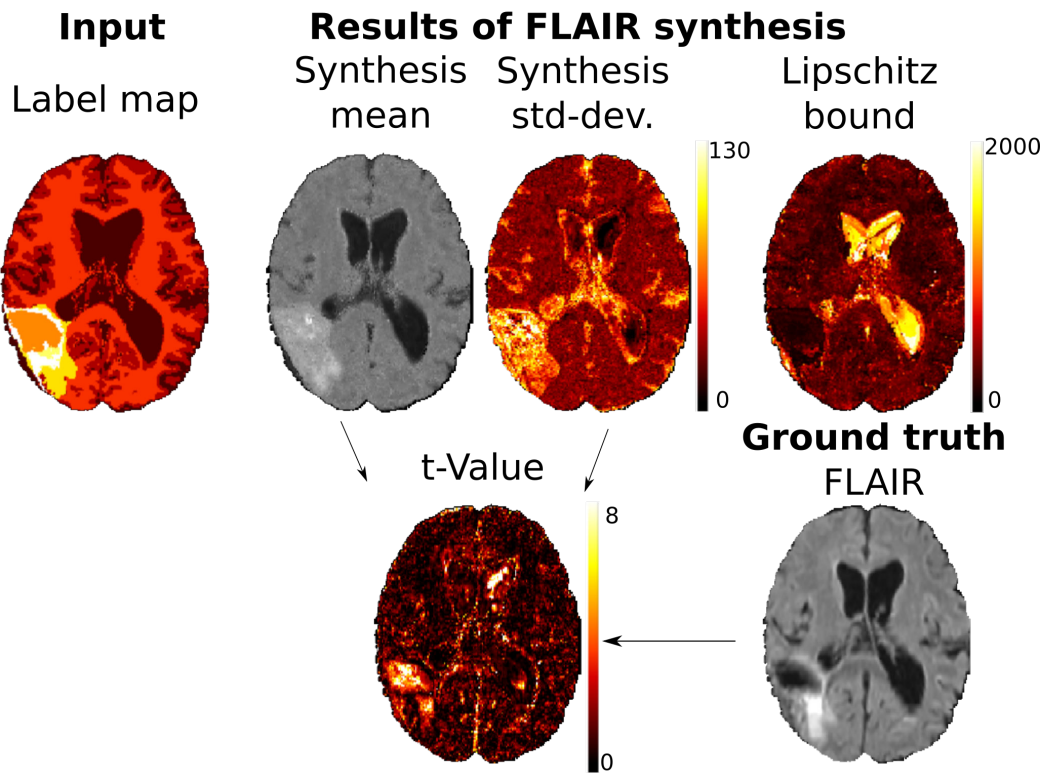 Input
Results of FLAIR synthesis
Label map
Synthesis
mean
Synthesis
std-dev.
Lipschitz
bound
130
0
2000
0
t-Value
8
0
Ground truth
FLAIR